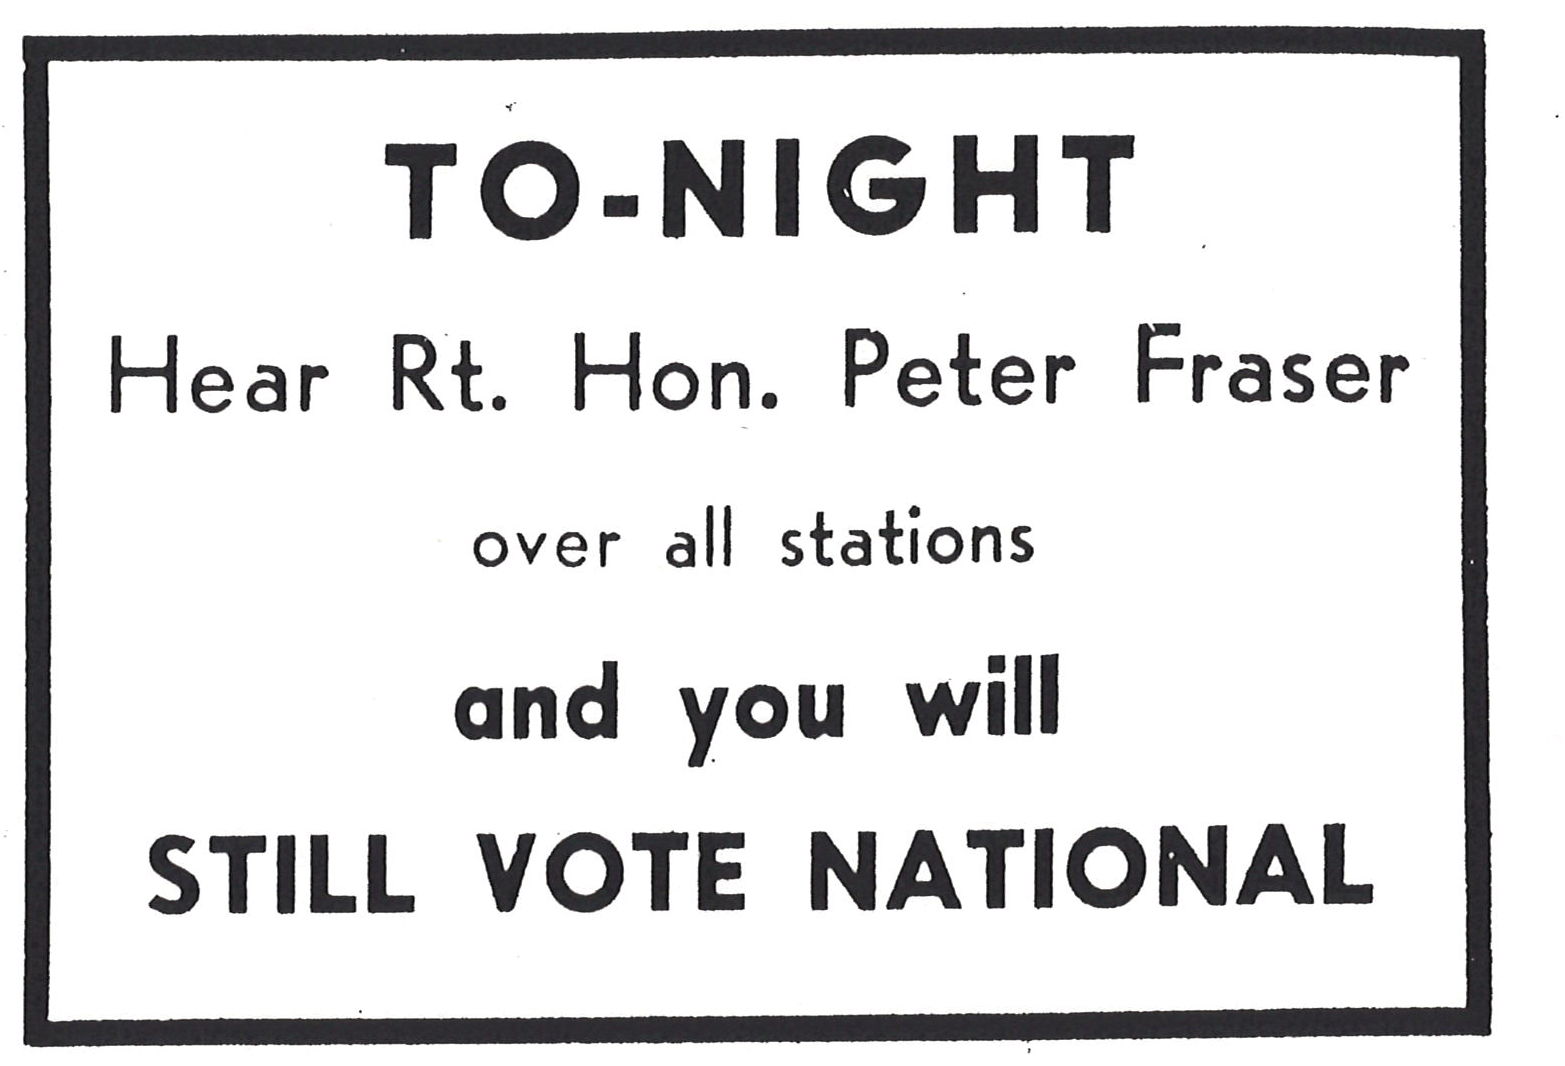 TO-NIGHT
Hear Rt. Hon. Peter Fraser
over all stations
and you will
STILL VOTE NATIONAL